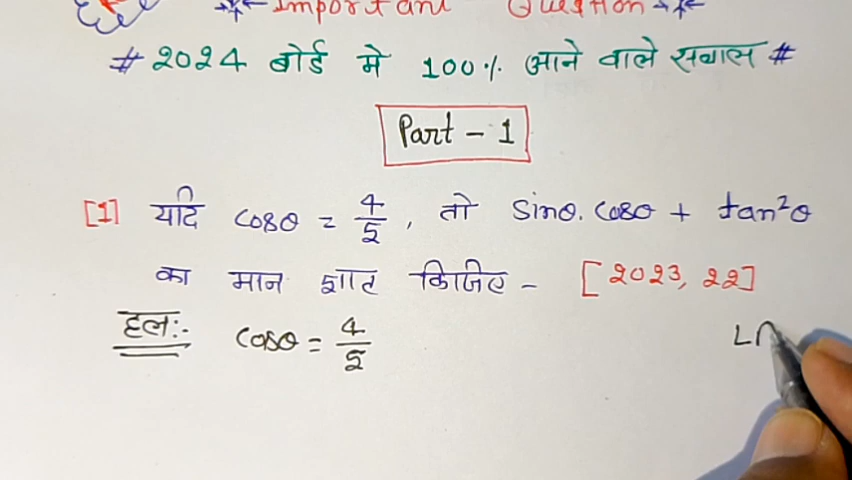 Important Question
# 2024 बोर्ड मे 100% आने वाले सवाल #
Part - 1
[1] यदि cosθ = 4/5, तो sinθ.cosθ + tan²θ
का मान ज्ञात किजिए - [2023, 22]
हल:- cosθ = 4/5